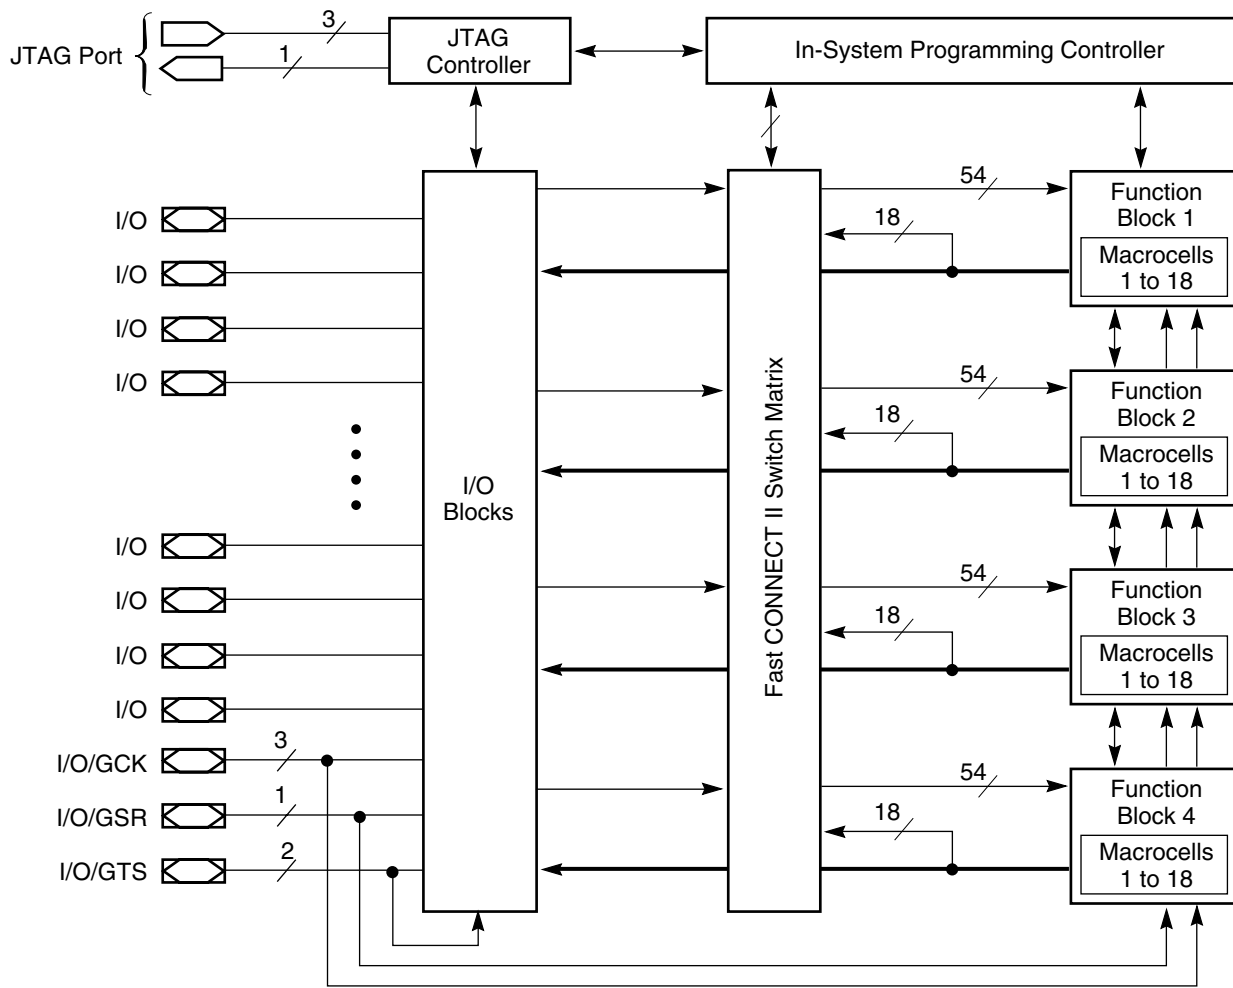 JTAG Port
3
1
JTAG
Controller
In-System Programming Controller
I/O
I/O
I/O
I/O
I/O
I/O
I/O
I/O
I/O/GCK
3
I/O/GSR
1
I/O/GTS
2
I/O
Blocks
Fast CONNECT II Switch Matrix
54
18
Function
Block 1
Macrocells
1 to 18
54
18
Function
Block 2
Macrocells
1 to 18
54
18
Function
Block 3
Macrocells
1 to 18
54
18
Function
Block 4
Macrocells
1 to 18